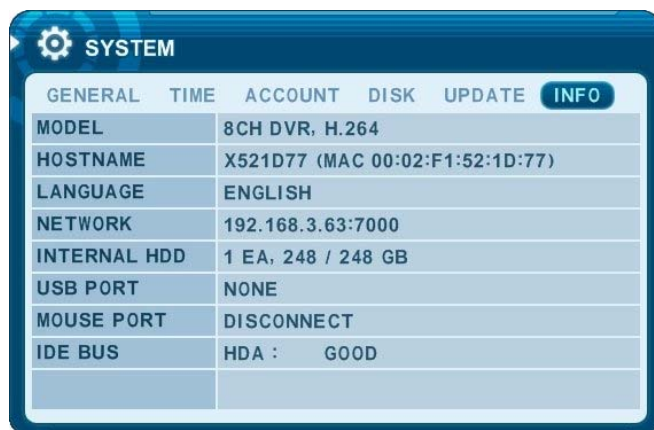 SYSTEM
GENERAL TIME ACCOUNT DISK UPDATE INFO
MODEL 8CH DVR, H.264
HOSTNAME X521D77 (MAC 00:02:F1:52:1D:77)
LANGUAGE ENGLISH
NETWORK 192.168.3.63:7000
INTERNAL HDD 1 EA, 248 / 248 GB
USB PORT NONE
MOUSE PORT DISCONNECT
IDE BUS HDA : GOOD